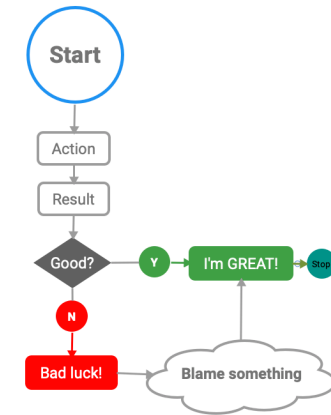 Start
Action
Result
Good?
Y
I'm GREAT!
Stop
N
Bad luck!
Blame something